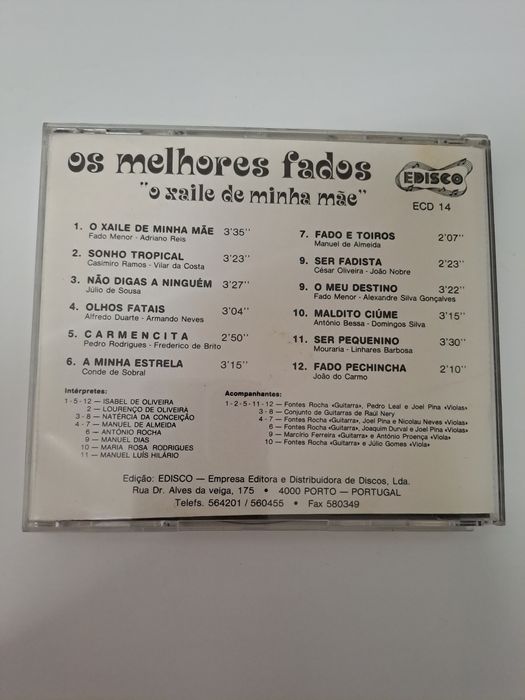 os melhores fados
"o xaile de minha mãe"
EDISCO
ECD 14
1. O XAILE DE MINHA MÃE 3'35''
Fado Menor - Adriano Reis
2. SONHO TROPICAL 3'23''
Casimiro Ramos - Vilar da Costa
3. NÃO DIGAS A NINGUÉM 3'27''
Júlio de Sousa
4. OLHOS FATAIS 3'04''
Alfredo Duarte - Armando Neves
5. CARMENCITA 2'50''
Pedro Rodrigues - Frederico de Brito
6. A MINHA ESTRELA 3'15''
Conde de Sobral
7. FADO E TOIROS 2'07''
Manuel de Almeida
9. SER FADISTA 2'23''
César Oliveira - João Nobre
9. O MEU DESTINO 3'22''
Fado Menor - Alexandre Silva Gonçalves
10. MALDITO CIÚME 3'15''
António Bessa - Domingos Silva
11. SER PEQUENINO 3'30''
Mouraria - Linhares Barbosa
12. FADO PECHINCHA 2'10''
João do Carmo
Intérpretes:
1 - 5 - 12 — ISABEL DE OLIVEIRA
2 — LOURENÇO DE OLIVEIRA
3 - 8 — NATÉRCIA DA CONCEIÇÃO
4 - 7 — MANUEL DE ALMEIDA
6 — ANTÓNIO ROCHA
9 — MANUEL DIAS
10 — MARIA ROSA RODRIGUES
11 — MANUEL LUÍS HILÁRIO
Acompanhantes:
1 - 2 - 5 - 11 - 12 — Fontes Rocha «Guitarra», Pedro Leal e Joel Pina «Violas»
3 - 8 — Conjunto de Guitarras de Raúl Nery
4 - 7 — Fontes Rocha «Guitarra», Joel Pina e Nicolau Neves «Violas»
6 — Fontes Rocha «Guitarra», Joaquim Durval e Joel Pina «Violas»
9 — Marcírio Ferreira «Guitarra» e António Proença «Viola»
10 — Fontes Rocha «Guitarra» e Júlio Gomes «Viola»
Edição: EDISCO — Empresa Editora e Distribuidora de Discos, Lda.
Rua Dr. Alves da veiga, 175 • 4000 PORTO — PORTUGAL
Telefs. 564201 / 560455 • Fax 580349